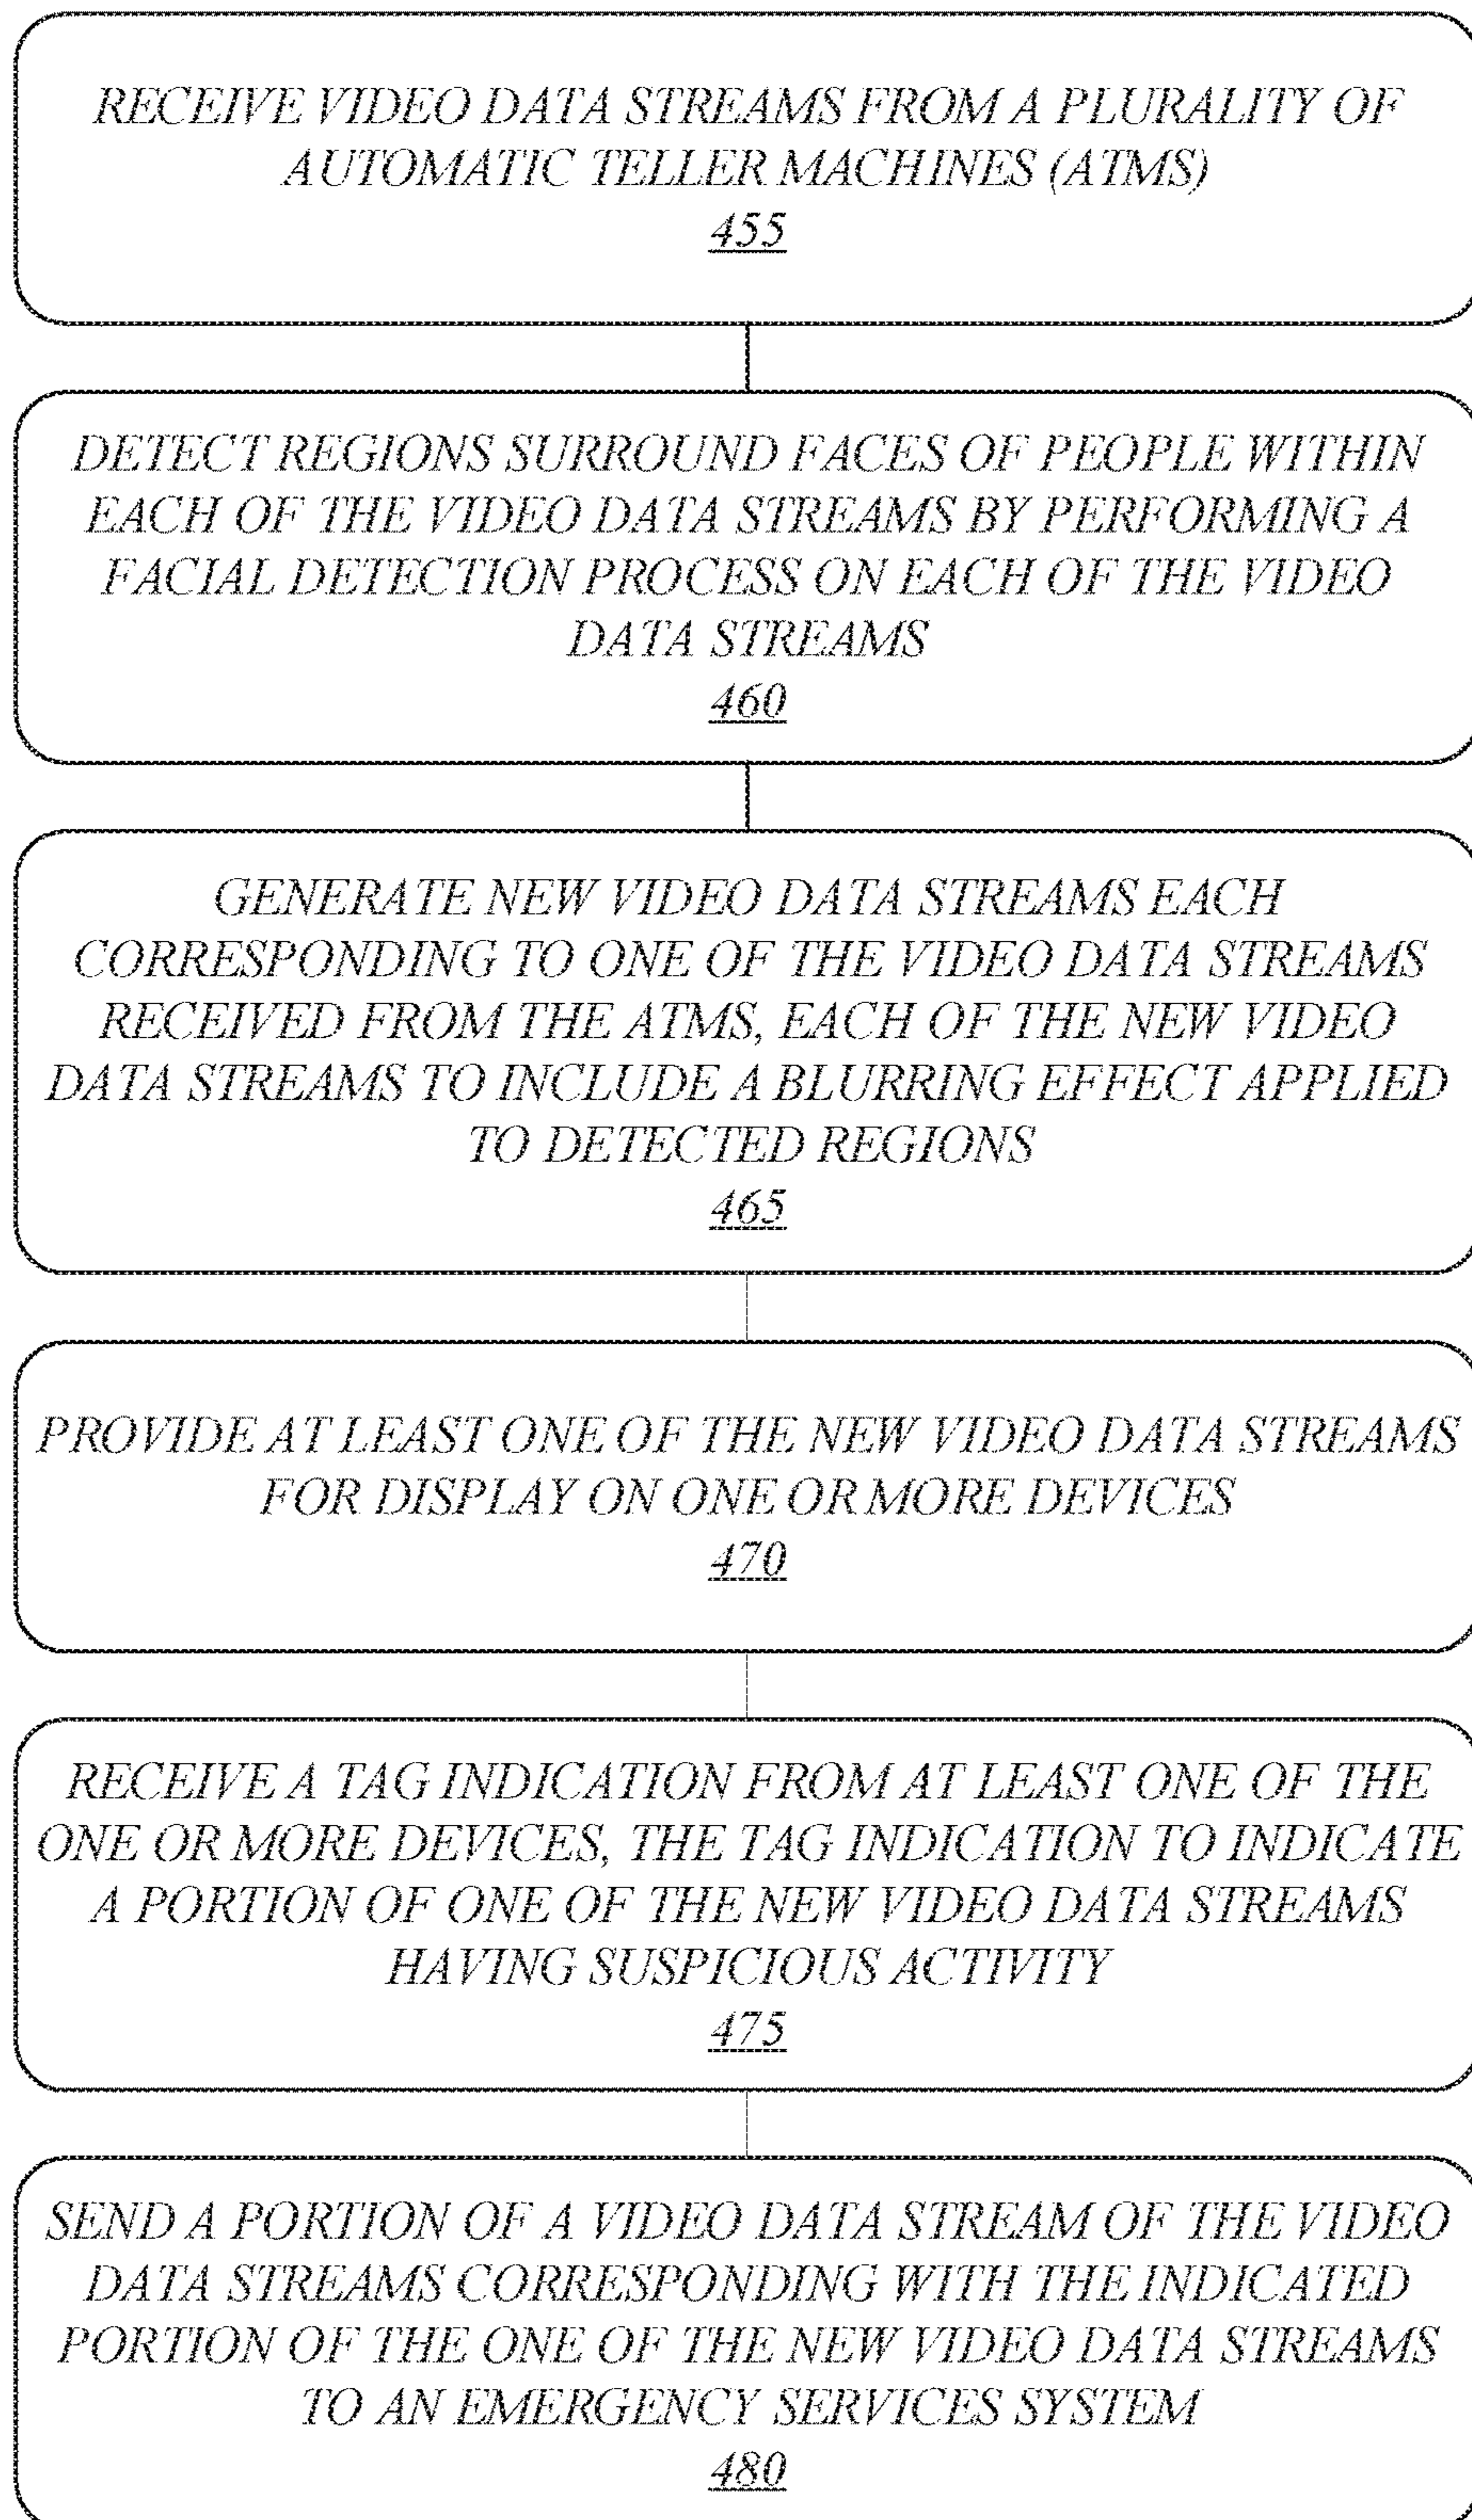 RECEIVE VIDEO DATA STREAMS FROM A PLURALITY OF
AUTOMATIC TELLER MACHINES (ATMS)
455
DETECT REGIONS SURROUND FACES OF PEOPLE WITHIN
EACH OF THE VIDEO DATA STREAMS BY PERFORMING A
FACIAL DETECTION PROCESS ON EACH OF THE VIDEO
DATA STREAMS
460
GENERATE NEW VIDEO DATA STREAMS EACH
CORRESPONDING TO ONE OF THE VIDEO DATA STREAMS
RECEIVED FROM THE ATMS, EACH OF THE NEW VIDEO
DATA STREAMS TO INCLUDE A BLURRING EFFECT APPLIED
TO DETECTED REGIONS
465
PROVIDE AT LEAST ONE OF THE NEW VIDEO DATA STREAMS
FOR DISPLAY ON ONE OR MORE DEVICES
470
RECEIVE A TAG INDICATION FROM AT LEAST ONE OF THE
ONE OR MORE DEVICES, THE TAG INDICATION TO INDICATE
A PORTION OF ONE OF THE NEW VIDEO DATA STREAMS
HAVING SUSPICIOUS ACTIVITY
475
SEND A PORTION OF A VIDEO DATA STREAM OF THE VIDEO
DATA STREAMS CORRESPONDING WITH THE INDICATED
PORTION OF THE ONE OF THE NEW VIDEO DATA STREAMS
TO AN EMERGENCY SERVICES SYSTEM
480